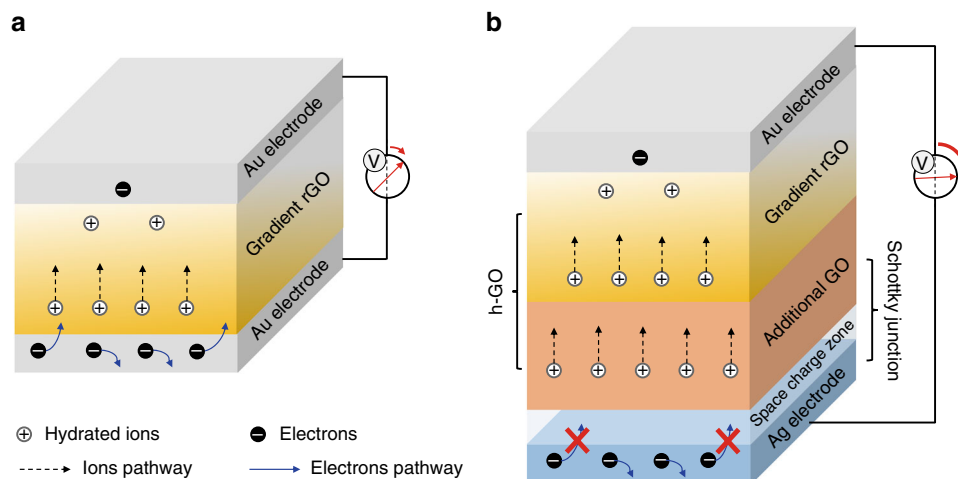 a
Au electrode
Gradient rGO
Au electrode
V
b
Au electrode
Gradient rGO
Additional GO
Space charge zone
Ag electrode
h-GO
Schottky junction
V
Hydrated ions
Electrons
Ions pathway
Electrons pathway